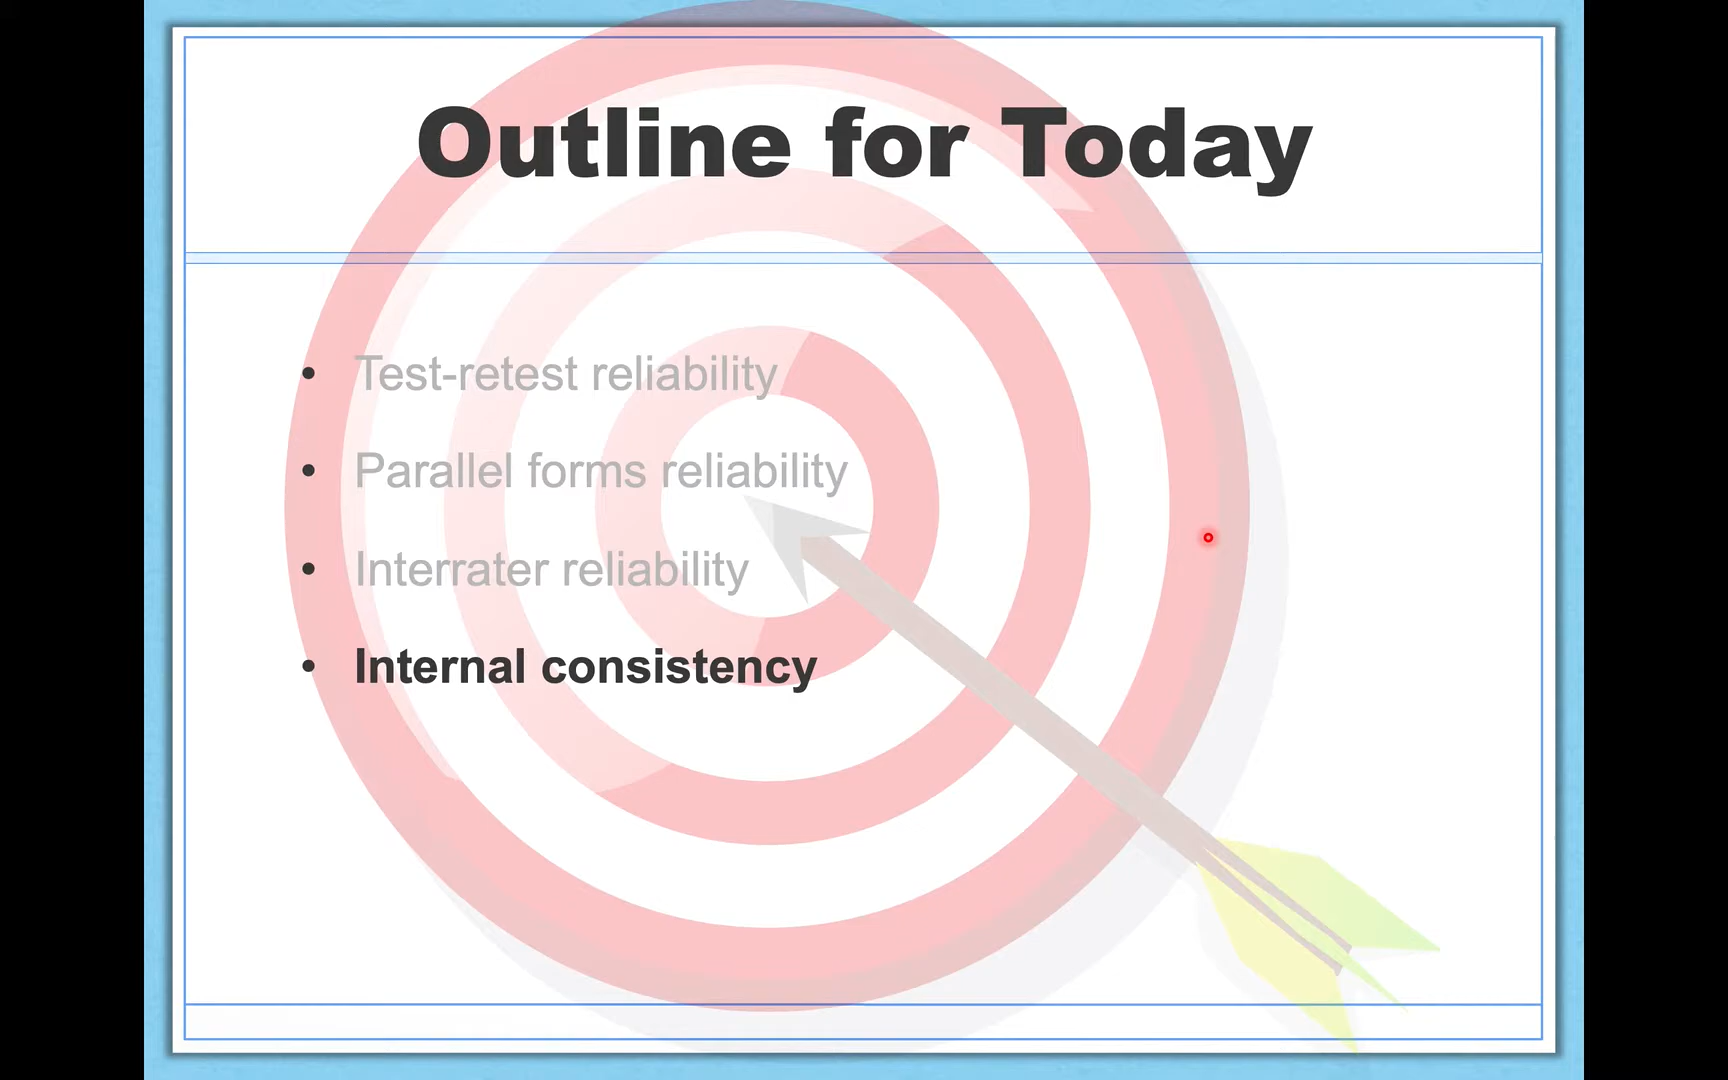 Outline for Today
• Test-retest reliability
• Parallel forms reliability
• Interrater reliability
• Internal consistency